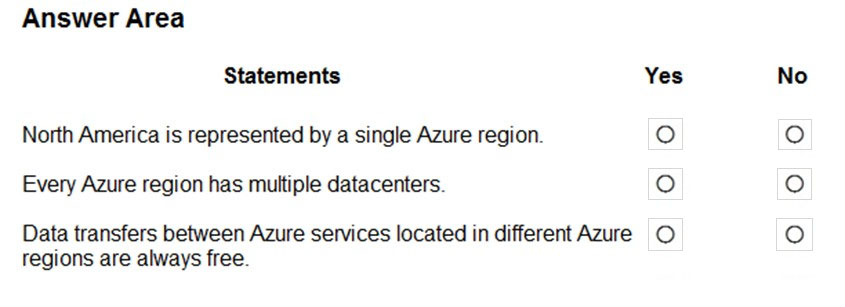 Answer Area
Statements Yes No
North America is represented by a single Azure region.
Every Azure region has multiple datacenters.
Data transfers between Azure services located in different Azure
regions are always free.